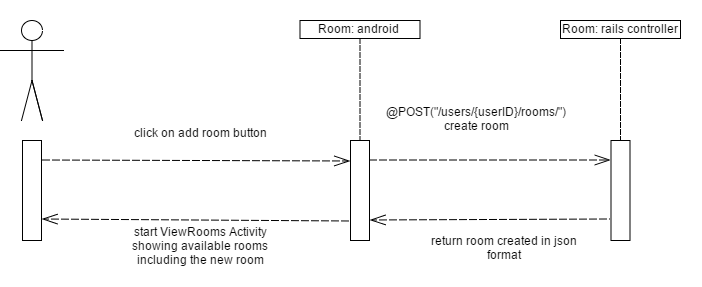 Room: android
Room: rails controller
@POST("/users/{userID}/rooms/")
create room
click on add room button
start ViewRooms Activity
showing available rooms
including the new room
return room created in json
format